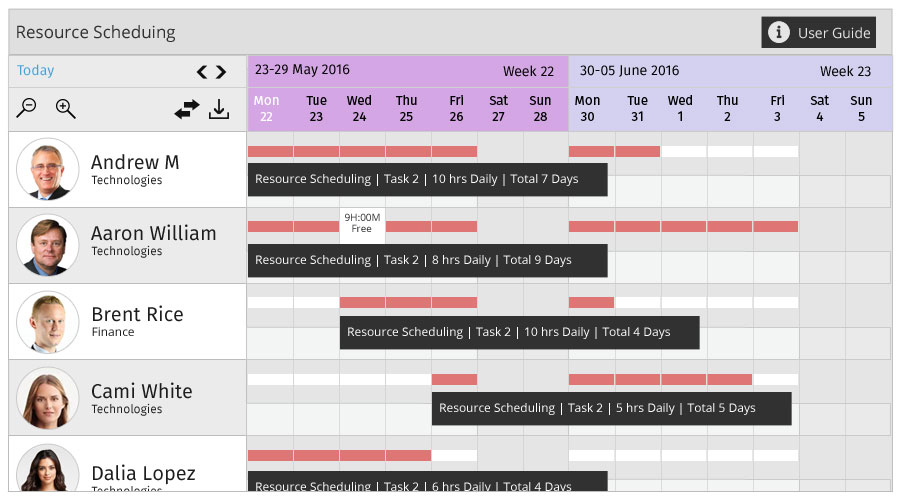 Resource Scheduing
User Guide
Today
23-29 May 2016
Week 22
30-05 June 2016
Week 23
Mon Tue Wed Thu Fri Sat Sun Mon Tue Wed Thu Fri Sat Sun
22 23 24 25 26 27 28 30 31 1 2 3 4 5
Andrew M
Technologies
Resource Scheduling | Task 2 | 10 hrs Daily | Total 7 Days
Aaron William
Technologies
9H:00M
Free
Resource Scheduling | Task 2 | 8 hrs Daily | Total 9 Days
Brent Rice
Finance
Resource Scheduling | Task 2 | 10 hrs Daily | Total 4 Days
Cami White
Technologies
Resource Scheduling | Task 2 | 5 hrs Daily | Total 5 Days
Dalia Lopez
Technologies
Resource Scheduling | Task 2 | 6 hrs Daily | Total 4 Days